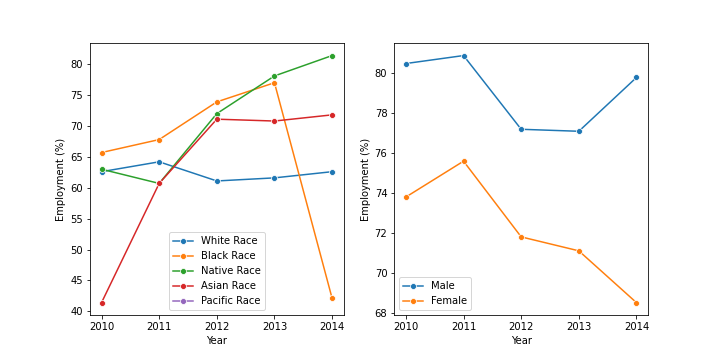 Employment (%)
80
75
70
65
60
55
50
45
40
2010
2011
2012
2013
2014
Year
White Race
Black Race
Native Race
Asian Race
Pacific Race
Employment (%)
80
78
76
74
72
70
68
2010
2011
2012
2013
2014
Year
Male
Female